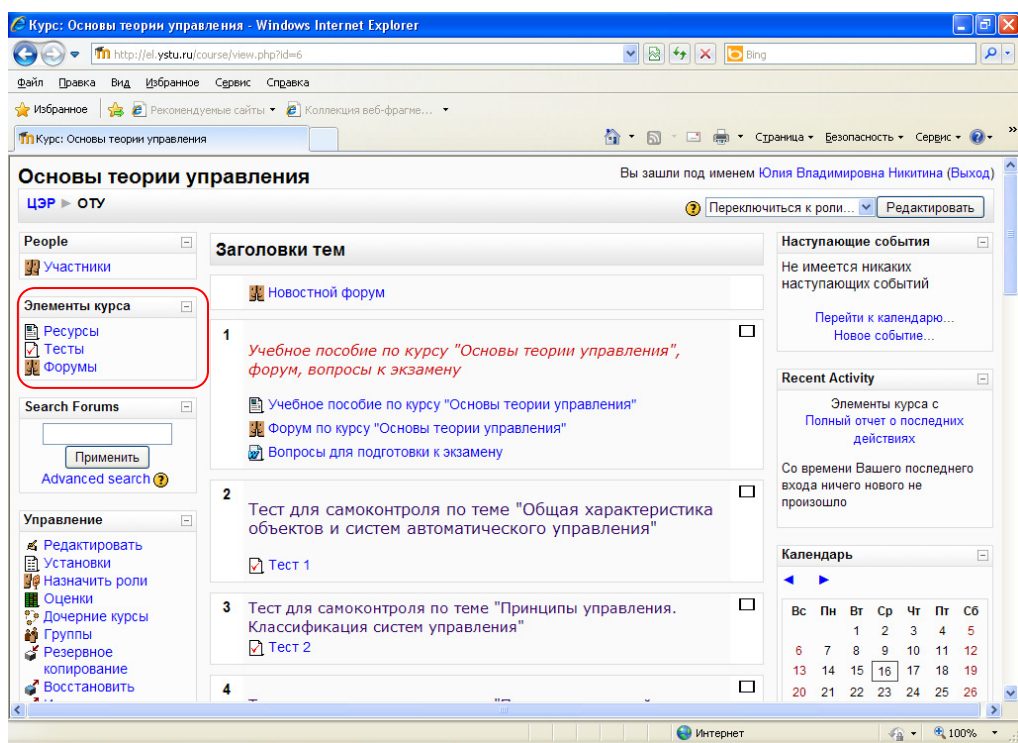 Курс: Основы теории управления - Windows Internet Explorer
http://el.ystu.ru/course/view.php?id=6
Bing
Файл Правка Вид Избранное Сервис Справка
Избранное Рекомендуемые сайты Коллекция веб-фрагме...
Курс: Основы теории управления
Страница Безопасность Сервис »
Основы теории управления
Вы зашли под именем Юлия Владимировна Никитина (Выход)
ЦЭР ► ОТУ
Переключиться к роли... Редактировать
People
Участники
Элементы курса
Ресурсы
Тесты
Форумы
Search Forums
Применить
Advanced search
Управление
Редактировать
Установки
Назначить роли
Оценки
Дочерние курсы
Группы
Резервное
копирование
Восстановить
Заголовки тем
Новостной форум
1
Учебное пособие по курсу "Основы теории управления",
форум, вопросы к экзамену
Учебное пособие по курсу "Основы теории управления"
Форум по курсу "Основы теории управления"
Вопросы для подготовки к экзамену
2
Тест для самоконтроля по теме "Общая характеристика
объектов и систем автоматического управления"
Тест 1
3 Тест для самоконтроля по теме "Принципы управления.
Классификация систем управления"
Тест 2
4
Наступающие события
Не имеется никаких
наступающих событий
Перейти к календарю...
Новое событие...
Recent Activity
Элементы курса с
Полный отчет о последних
действиях
Со времени Вашего последнего
входа ничего нового не
произошло
Календарь
Вс Пн Вт Ср Чт Пт Сб
1 2 3 4 5
6 7 8 9 10 11 12
13 14 15 16 17 18 19
20 21 22 23 24 25 26
Интернет
100%